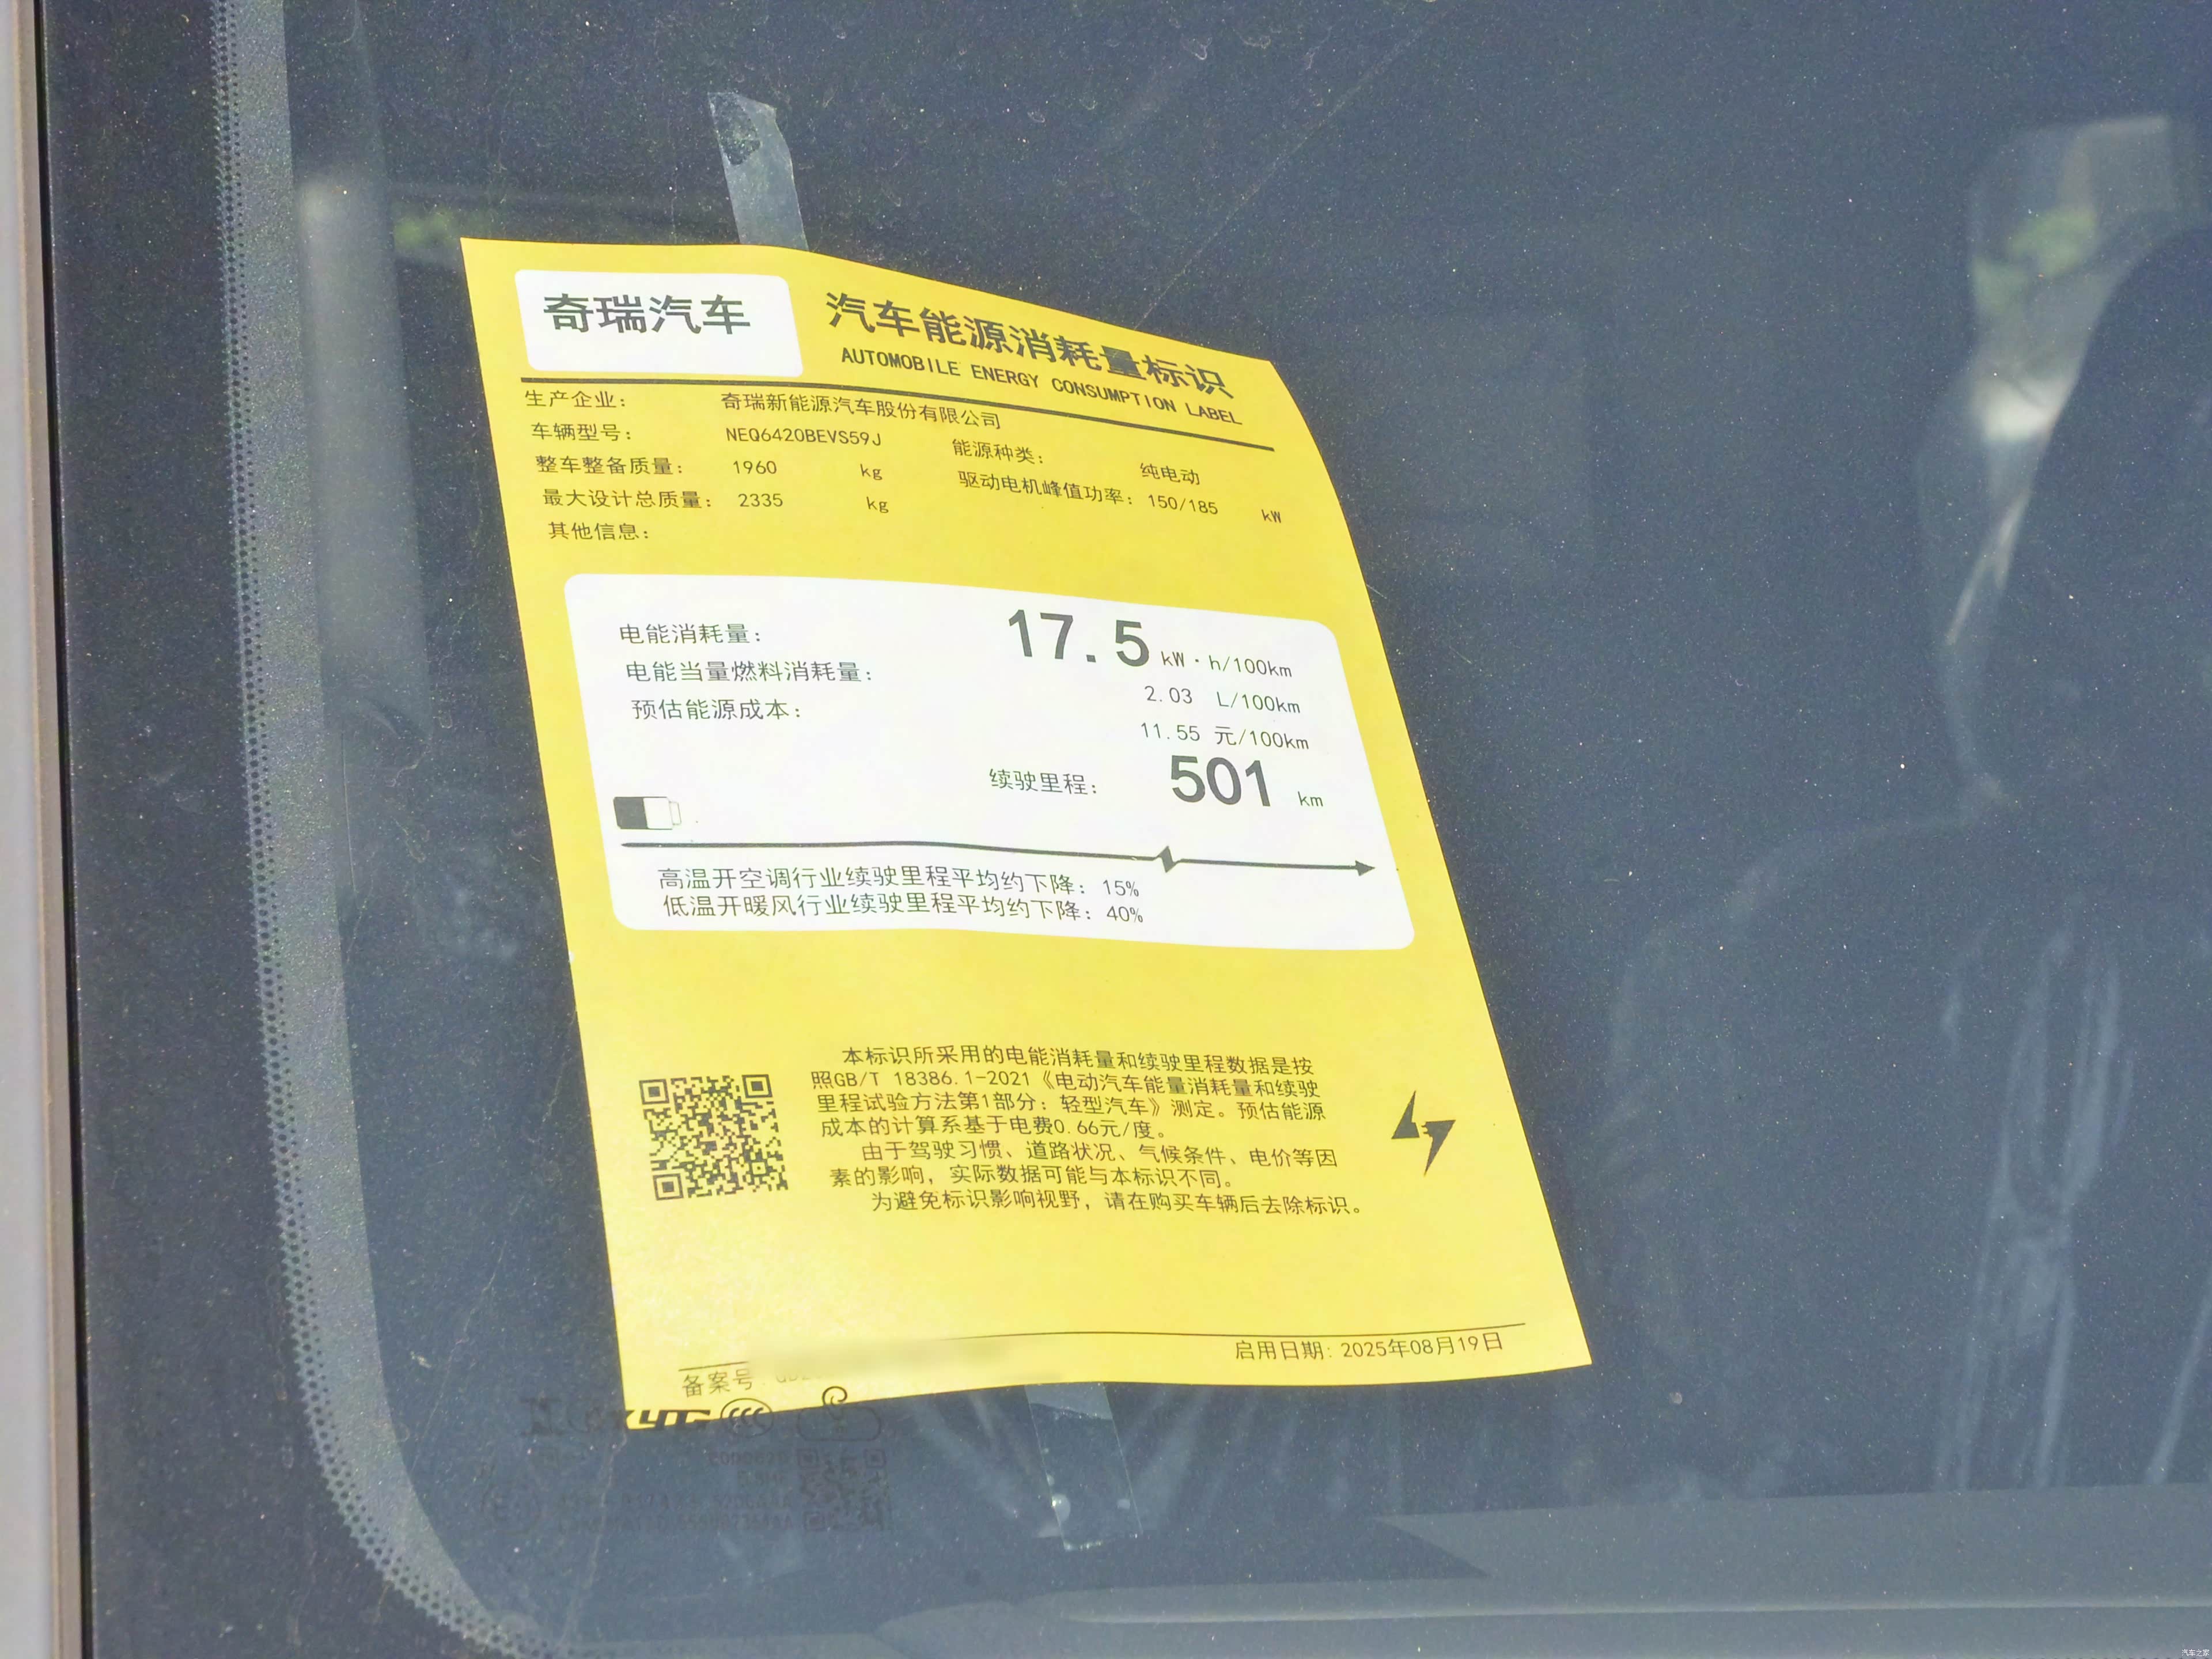 奇瑞汽车
汽车能源消耗量标识
AUTOMOBILE ENERGY CONSUMPTION LABEL
生产企业: 奇瑞新能源汽车股份有限公司
车辆型号: NEQ6420BEVS59J 能源种类: 纯电动
整车整备质量: 1960 kg 驱动电机峰值功率: 150/185 kW
最大设计总质量: 2335 kg
其他信息:
电能消耗量: 17.5 kW·h/100km
电能当量燃料消耗量: 2.03 L/100km
预估能源成本: 11.55 元/100km
续驶里程: 501 km
高温开空调行业续驶里程平均约下降: 15%
低温开暖风行业续驶里程平均约下降: 40%
本标识所采用的电能消耗量和续驶里程数据是按
照GB/T 18386.1-2021《电动汽车能量消耗量和续驶
里程试验方法第1部分: 轻型汽车》测定。预估能源
成本的计算系基于电费0.66元/度。
由于驾驶习惯、道路状况、气候条件、电价等因
素的影响, 实际数据可能与本标识不同。
为避免标识影响视野, 请在购买车辆后去除标识。
备案号
启用日期: 2025年08月19日
汽车之家